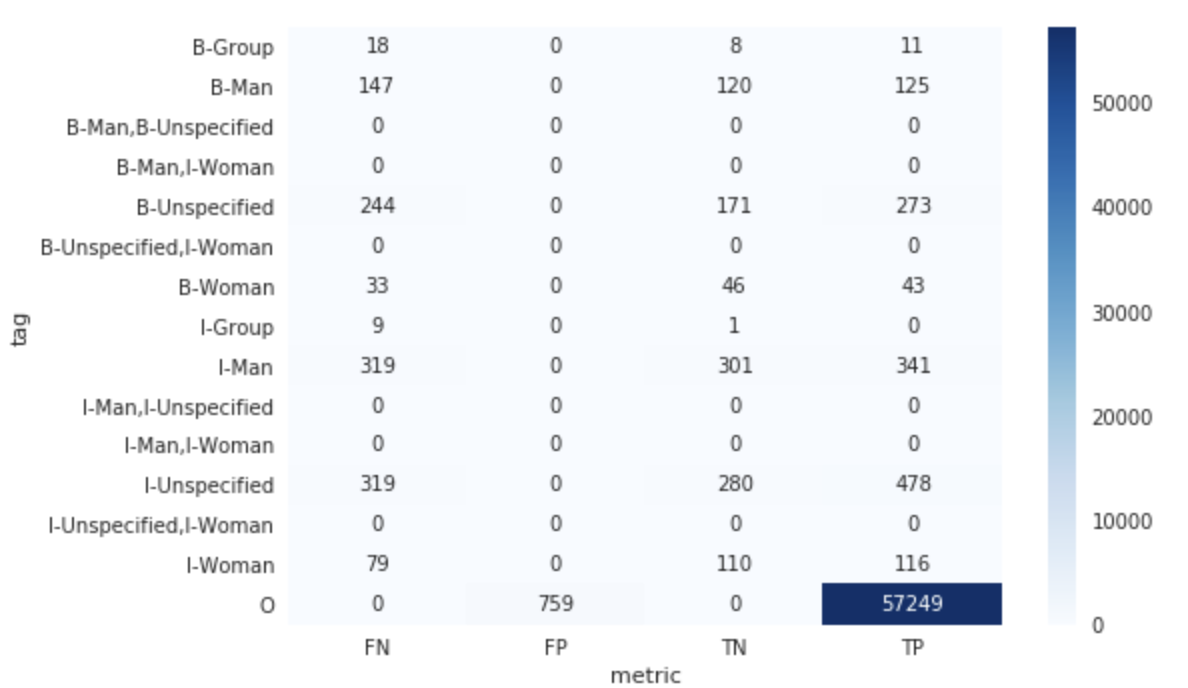 B-Group 18 0 8 11
B-Man 147 0 120 125
50000
B-Man,B-Unspecified 0 0 0 0
B-Man,I-Woman 0 0 0 0
B-Unspecified 244 0 171 273
40000
B-Unspecified,I-Woman 0 0 0 0
B-Woman 33 0 46 43
30000
tag
I-Group 9 0 1 0
I-Man 319 0 301 341
I-Man,I-Unspecified 0 0 0 0
20000
I-Man,I-Woman 0 0 0 0
I-Unspecified 319 0 280 478
10000
I-Unspecified,I-Woman 0 0 0 0
I-Woman 79 0 110 116
O 0 759 0 57249
0
FN FP TN TP
metric